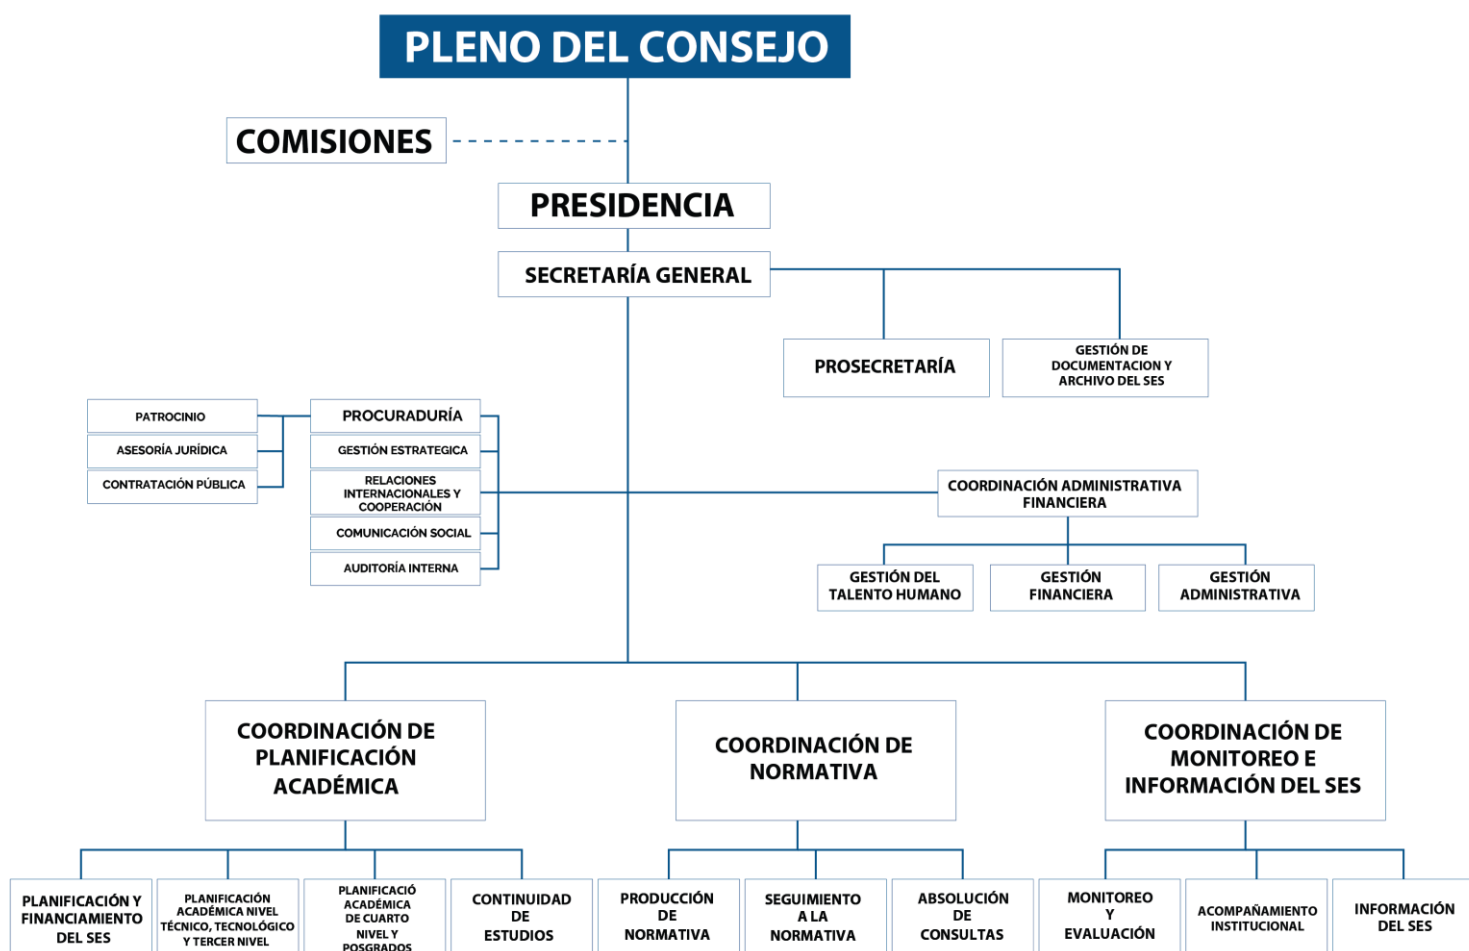 PLENO DEL CONSEJO
COMISIONES
PRESIDENCIA
SECRETARÍA GENERAL
PROSECRETARÍA
GESTIÓN DE
DOCUMENTACION Y
ARCHIVO DEL SES
PATROCINIO
ASESORÍA JURÍDICA
CONTRATACIÓN PÚBLICA
PROCURADURÍA
GESTIÓN ESTRATEGICA
RELACIONES
INTERNACIONALES Y
COOPERACIÓN
COMUNICACIÓN SOCIAL
AUDITORÍA INTERNA
COORDINACIÓN ADMINISTRATIVA
FINANCIERA
GESTIÓN DEL
TALENTO HUMANO
GESTIÓN
FINANCIERA
GESTIÓN
ADMINISTRATIVA
COORDINACIÓN DE
PLANIFICACIÓN
ACADÉMICA
COORDINACIÓN DE
NORMATIVA
COORDINACIÓN DE
MONITOREO E
INFORMACIÓN DEL SES
PLANIFICACIÓN Y
FINANCIAMIENTO
DEL SES
PLANIFICACIÓN
ACADÉMICA NIVEL
TÉCNICO, TECNOLÓGICO
Y TERCER NIVEL
PLANIFICACIÓ
ACADÉMICA
DE CUARTO
NIVEL Y
POSGRADOS
CONTINUIDAD
DE
ESTUDIOS
PRODUCCIÓN
DE
NORMATIVA
SEGUIMIENTO
A LA
NORMATIVA
ABSOLUCIÓN
DE
CONSULTAS
MONITOREO
Y
EVALUACIÓN
ACOMPAÑAMIENTO
INSTITUCIONAL
INFORMACIÓN
DEL SES